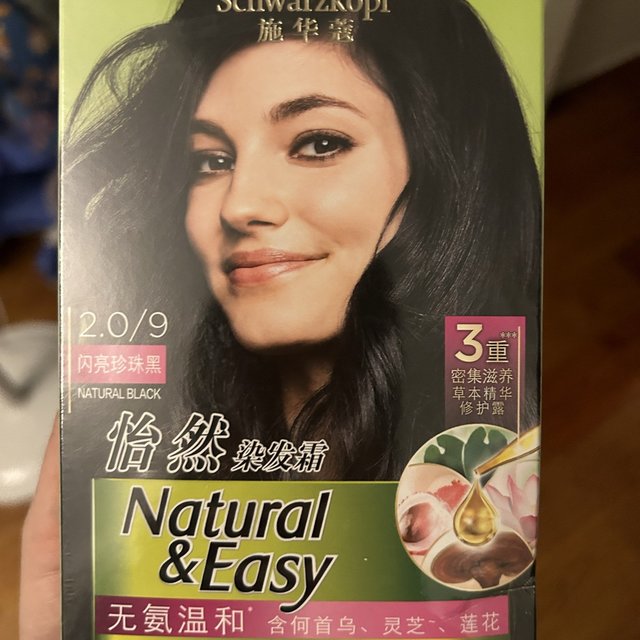 Schwarzkopf
施华蔻
2.0/9
闪亮珍珠黑
NATURAL BLACK
3重***
密集滋养
草本精华
修护露
怡然 染发霜
Natural
&Easy
无氨温和* 含何首乌、灵芝~、莲花